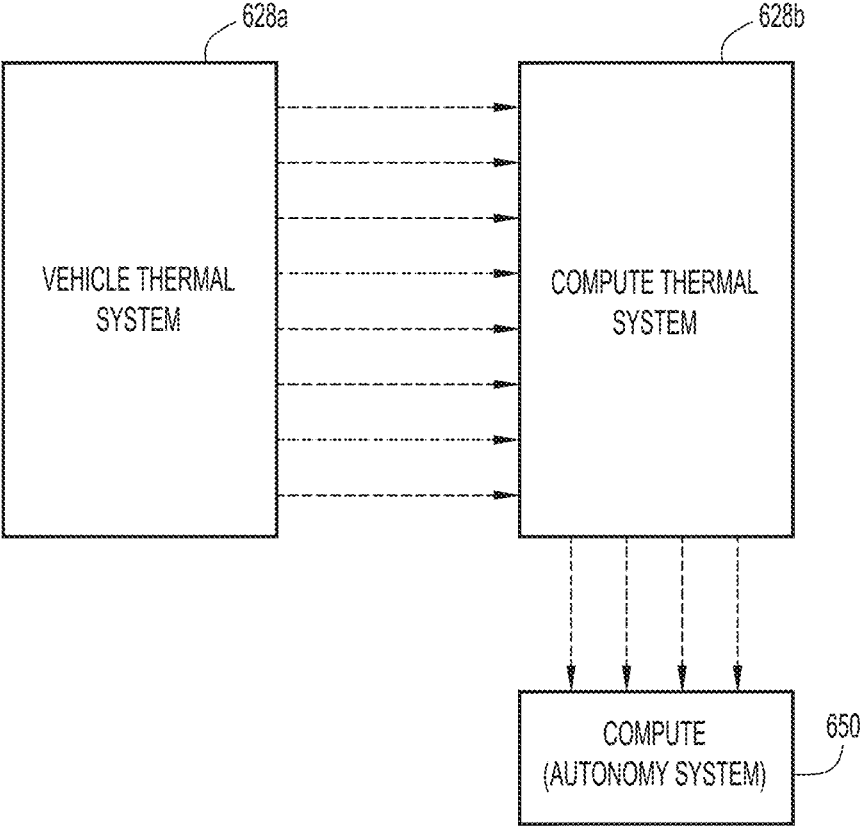 628a
628b
VEHICLE THERMAL
SYSTEM
COMPUTE THERMAL
SYSTEM
COMPUTE
(AUTONOMY SYSTEM)
650